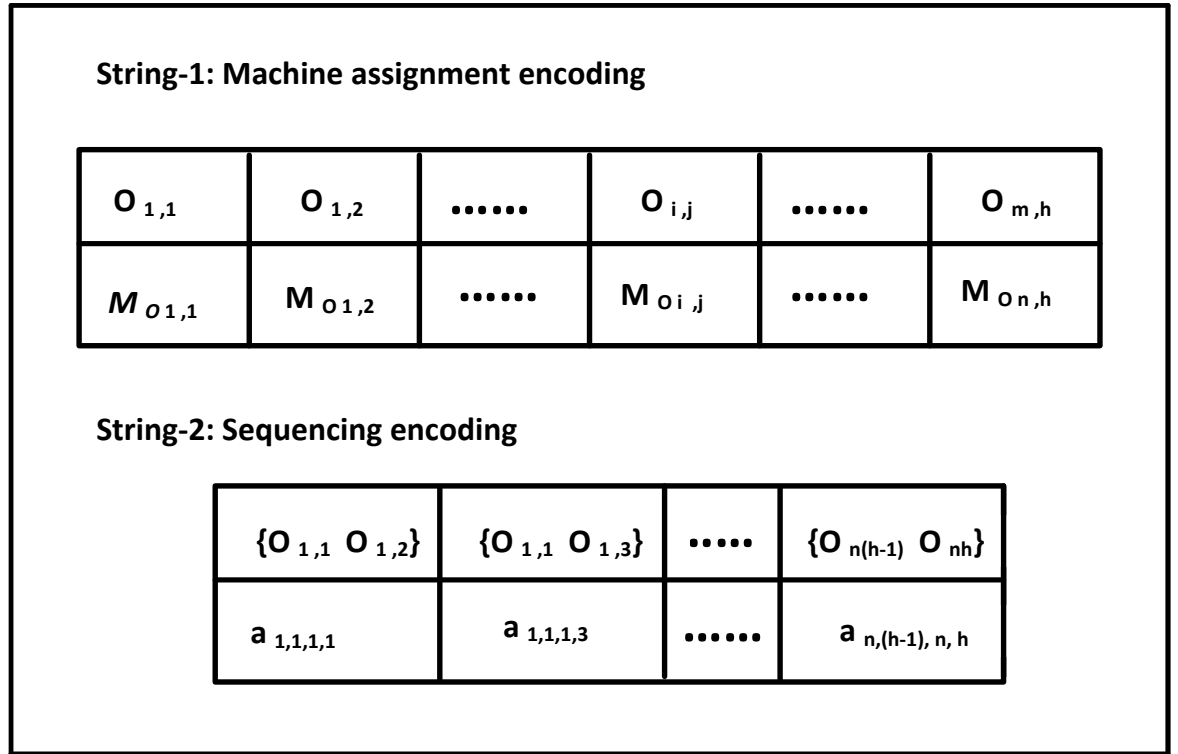 String-1: Machine assignment encoding
O 1 ,1 O 1 ,2 ...... O i ,j ...... O m ,h
M O 1 ,1 M O 1 ,2 ...... M O i ,j ...... M O n ,h
String-2: Sequencing encoding
{O 1 ,1 O 1 ,2} {O 1 ,1 O 1 ,3} ..... {O n(h-1) O nh}
a 1,1,1,1 a 1,1,1,3 ...... a n,(h-1), n, h